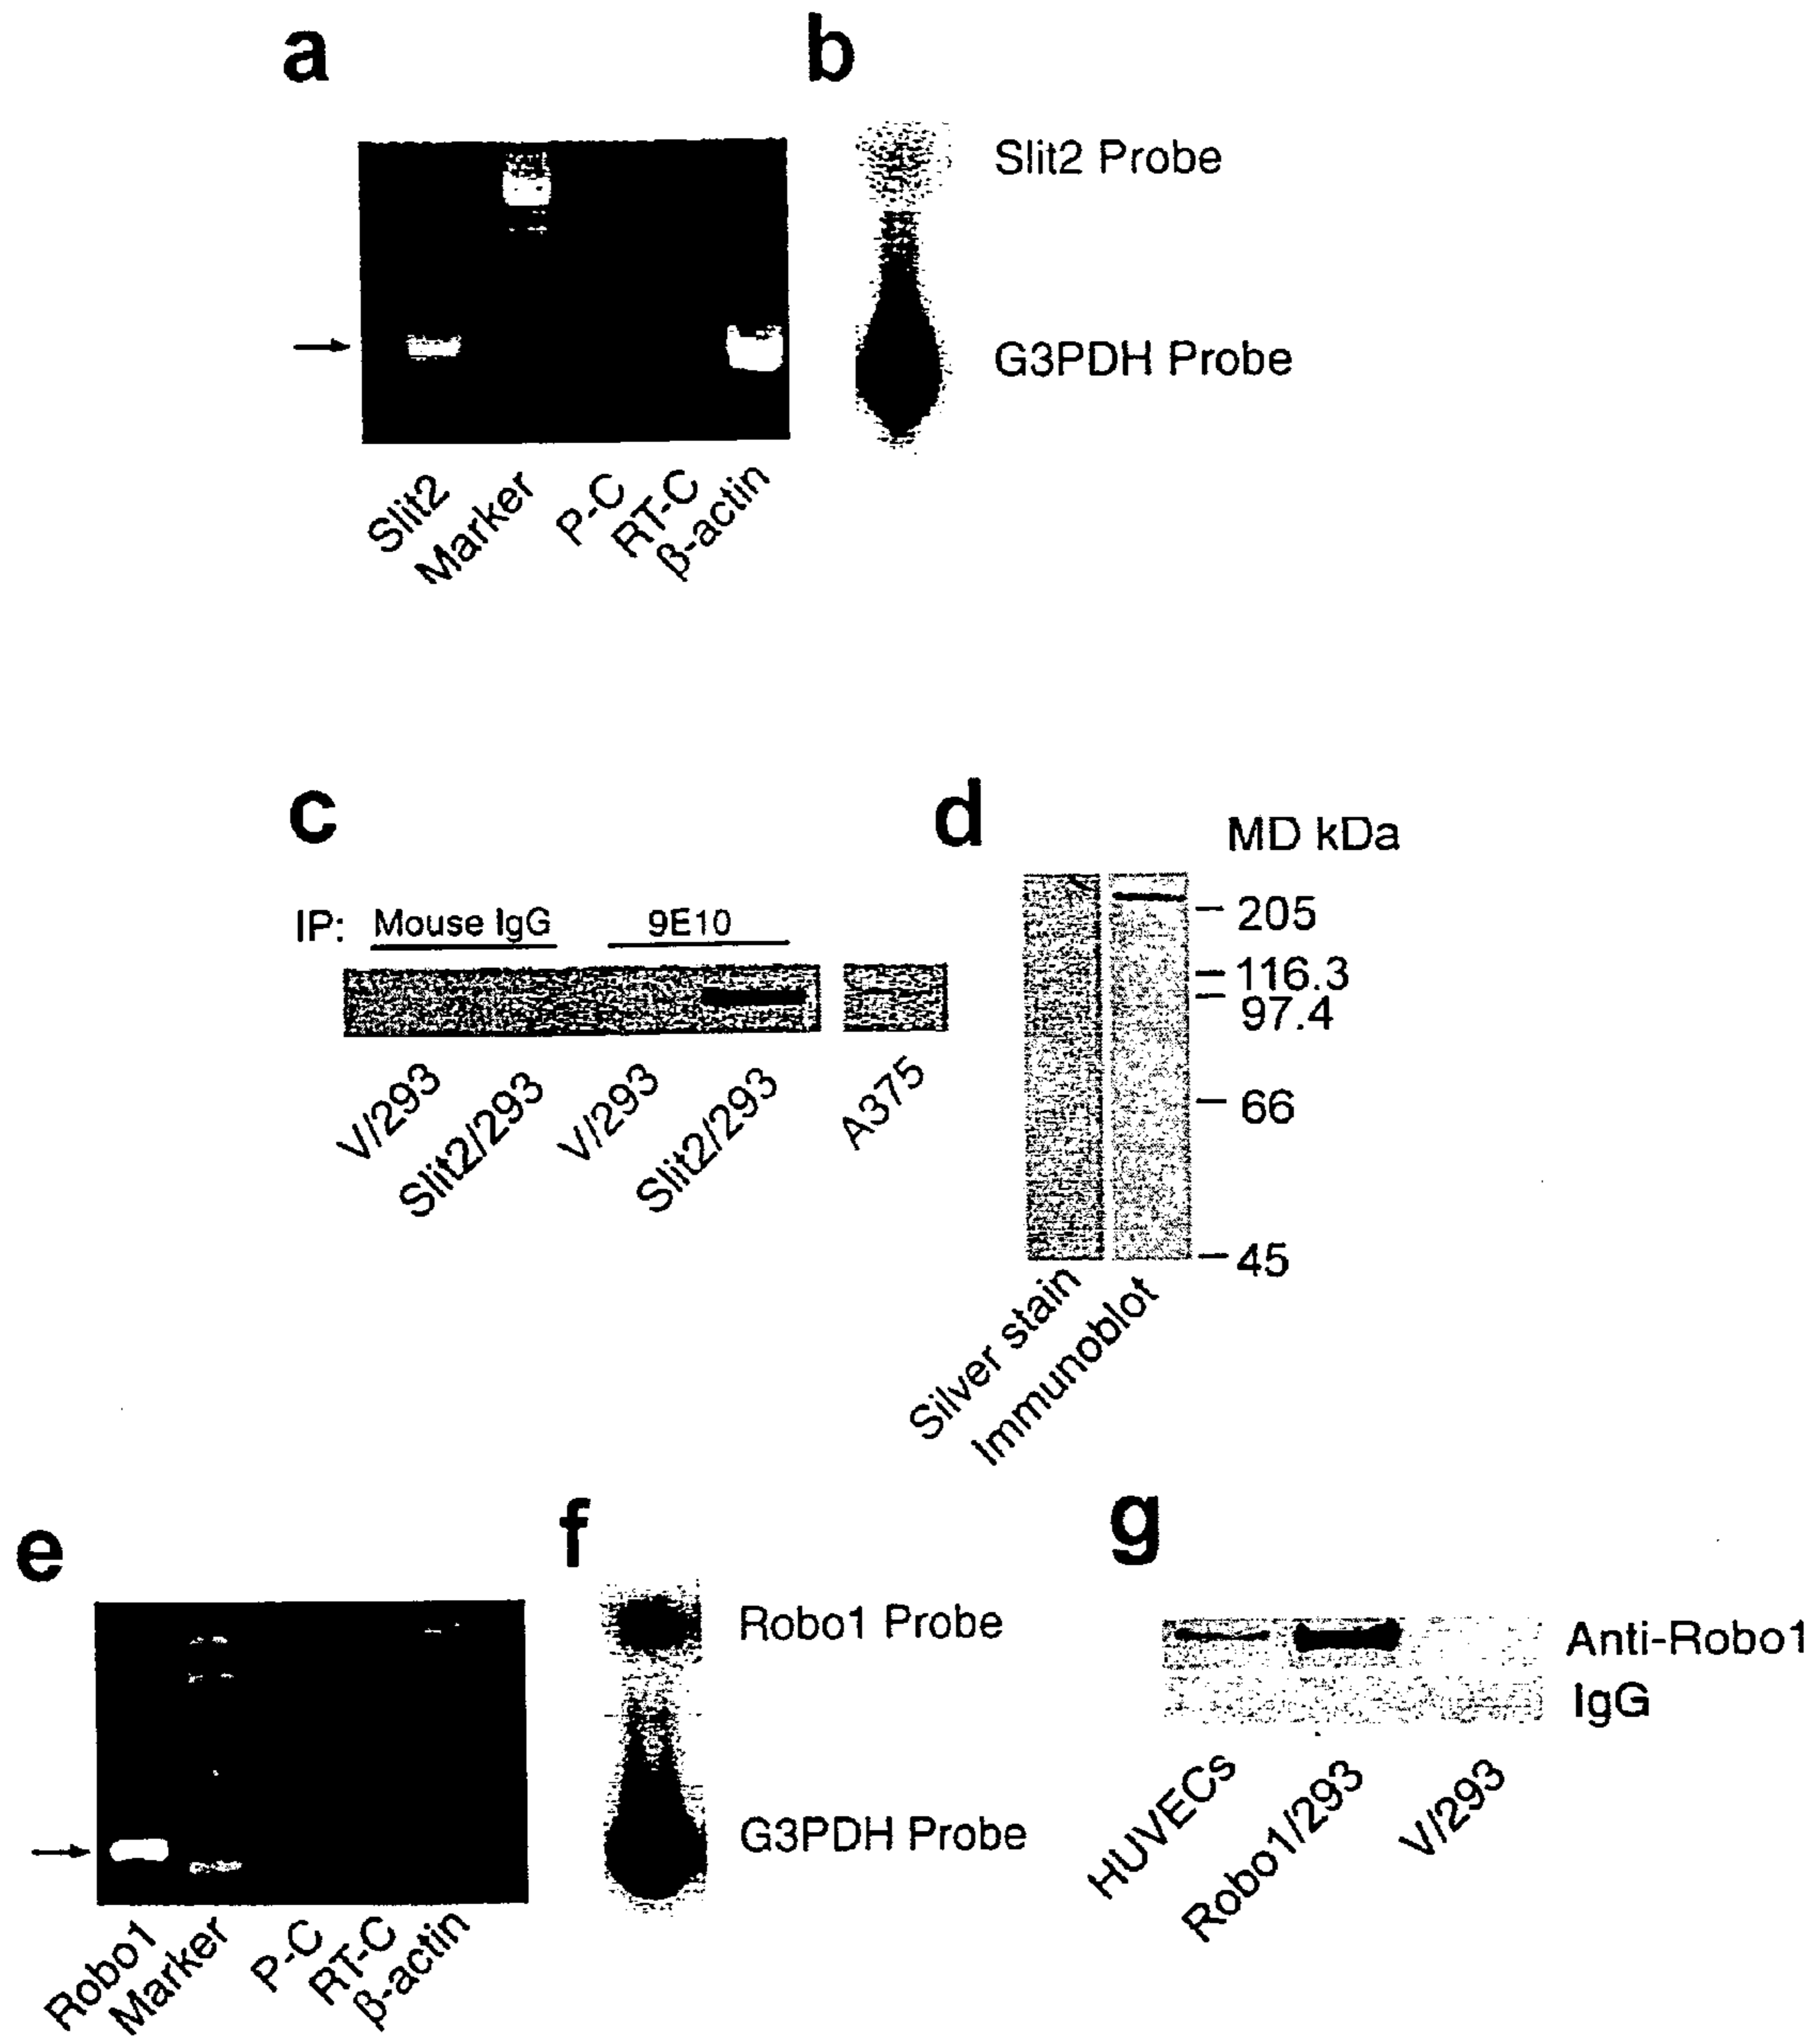 a
b
Slit2 Probe
G3PDH Probe
Slit2
Marker
P-C
RT-C
β-actin
c
d
MD kDa
IP:
Mouse IgG
9E10
205
116.3
97.4
66
45
V/293
Slit2/293
V/293
Slit2/293
A375
Silver stain
Immunoblot
e
f
g
Robo1 Probe
G3PDH Probe
Anti-Robo1
IgG
Robo1
Marker
P-C
RT-C
β-actin
HUVECs
Robo1/293
V/293